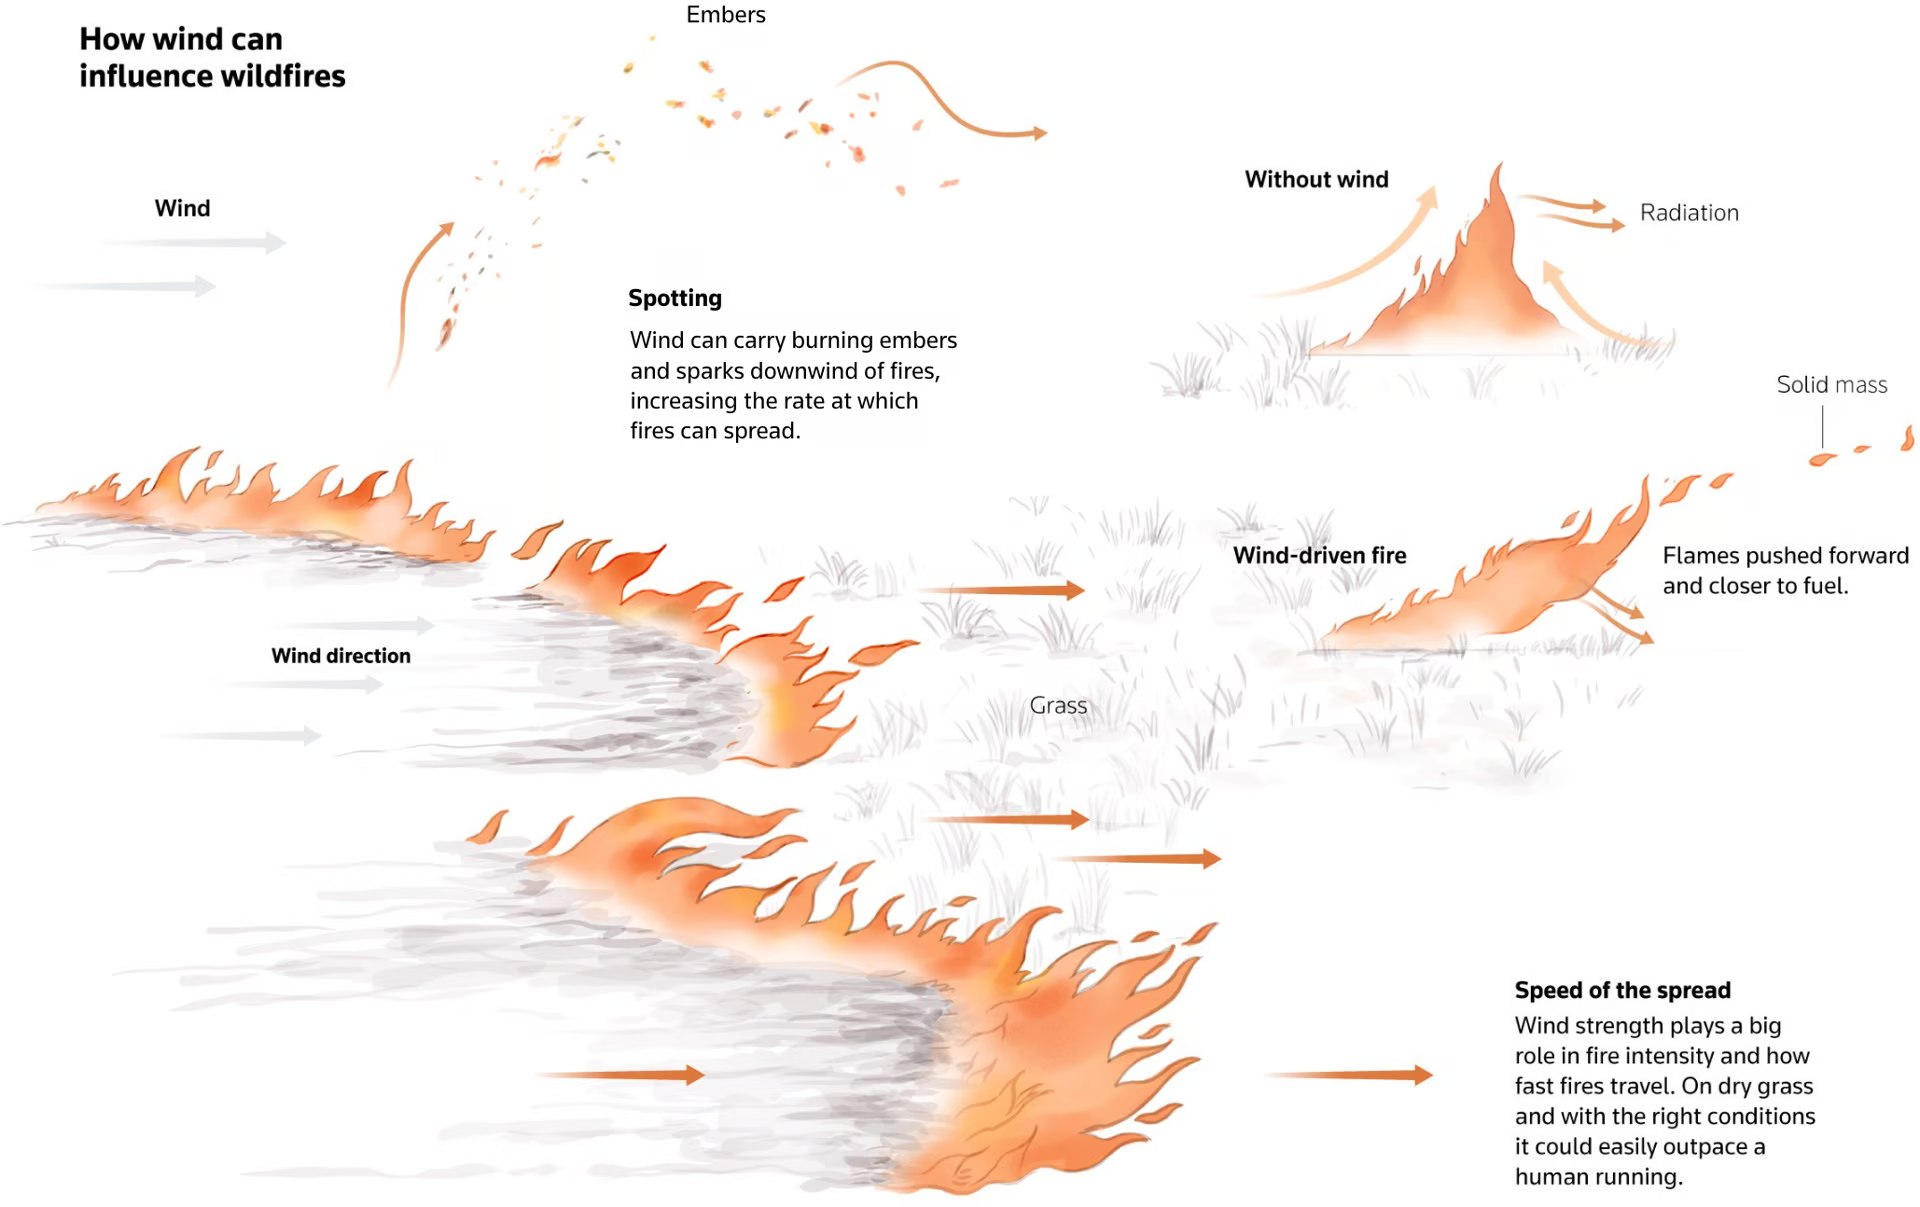 How wind can
influence wildfires
Embers
Wind
Spotting
Wind can carry burning embers
and sparks downwind of fires,
increasing the rate at which
fires can spread.
Without wind
Radiation
Solid mass
Wind-driven fire
Flames pushed forward
and closer to fuel.
Wind direction
Grass
Speed of the spread
Wind strength plays a big
role in fire intensity and how
fast fires travel. On dry grass
and with the right conditions
it could easily outpace a
human running.